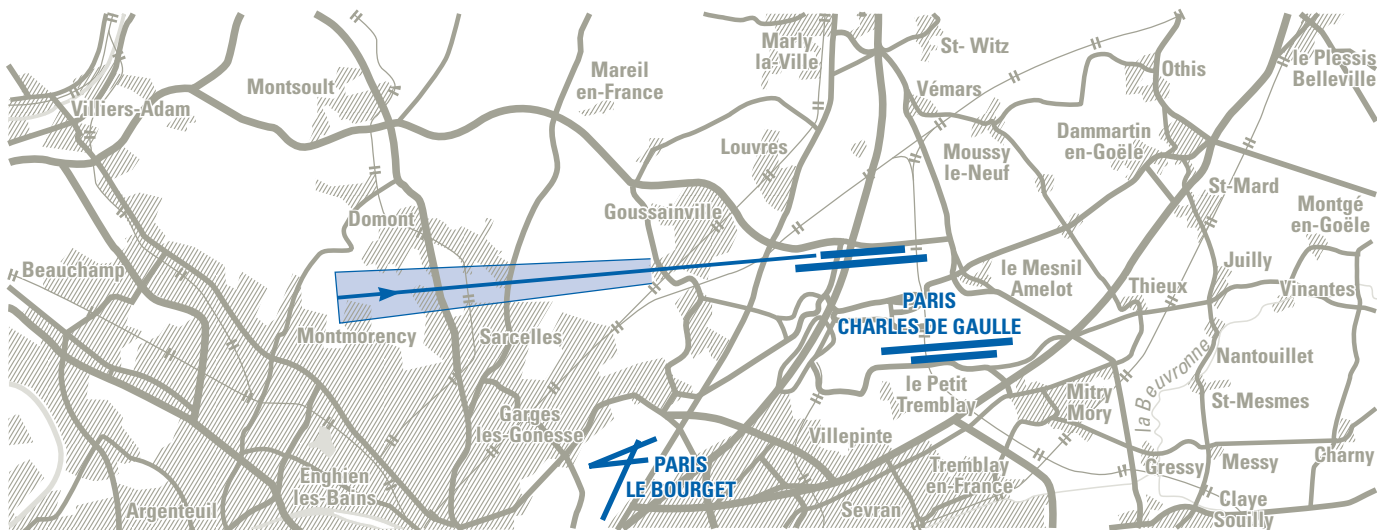 Marly
la-Ville
St- Witz
le Plessis
Belleville
Othis
Montsoult
Mareil
en-France
Villiers-Adam
Vémars
Dammartin
en-Goële
Louvres
Moussy
le-Neuf
St-Mard
Goussainville
Domont
Montgé
en-Goële
Beauchamp
le Mesnil
Amelot
Juilly
Thieux
Vinantes
PARIS
CHARLES DE GAULLE
Montmorency
Sarcelles
Nantouillet
la Beuvronne
le Petit
Tremblay
Mitry
Mory
St-Mesmes
Garges
les-Gonesse
Villepinte
Charny
PARIS
LE BOURGET
Enghien
les-Bains
Tremblay
en-France
Gressy
Messy
Argenteuil
Sevran
Claye
Souilly